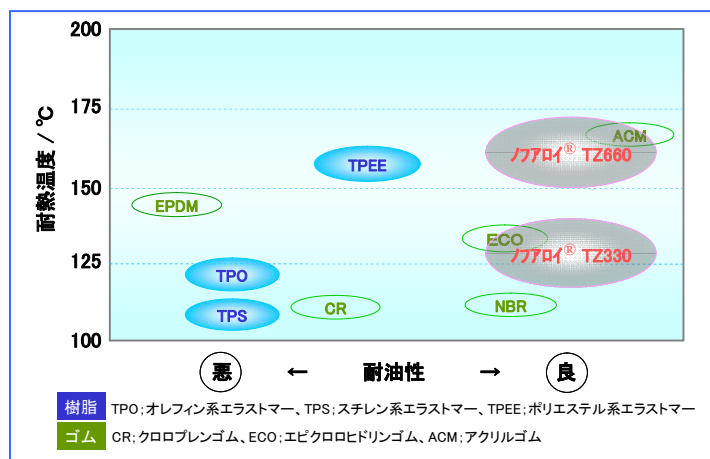 200
175
150
125
100
耐熱温度 / ℃
ACM
ノフアロイ® TZ660
TPEE
EPDM
ECO
ノフアロイ® TZ330
TPO
TPS
CR
NBR
悪 ← 耐油性 → 良
樹脂 TPO;オレフィン系エラストマー、TPS;スチレン系エラストマー、TPEE;ポリエステル系エラストマー
ゴム CR;クロロプレンゴム、ECO;エピクロロヒドリンゴム、ACM;アクリルゴム